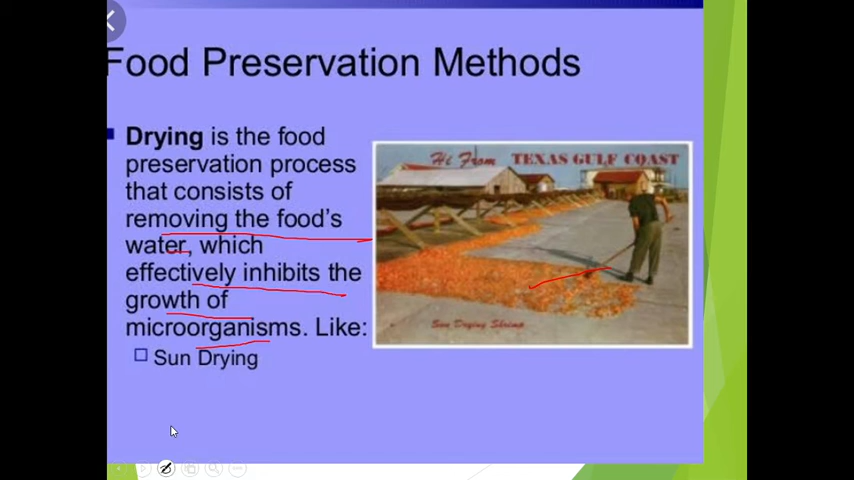 Food Preservation Methods
Drying is the food
preservation process
that consists of
removing the food's
water, which
effectively inhibits the
growth of
microorganisms. Like:
Sun Drying
Hi From TEXAS GULF COAST
Sun Drying Shrimp